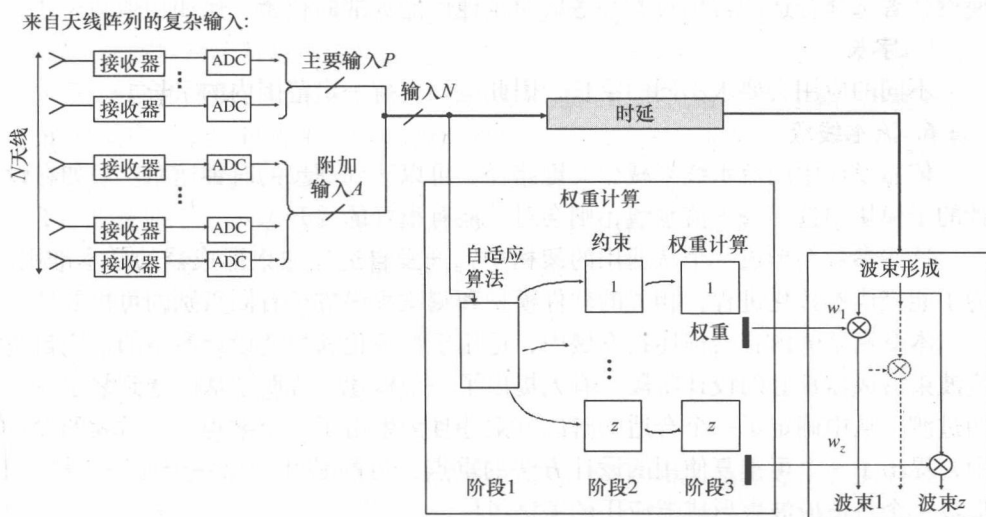 来自天线阵列的复杂输入:
N天线
接收器 ADC
接收器 ADC
主要输入P
接收器 ADC
接收器 ADC
接收器 ADC
附加
输入A
输入N
时延
权重计算
自适应
算法
约束
权重计算
1
1
权重
z
z
阶段1
阶段2
阶段3
波束形成
w1
wz
波束1
波束z